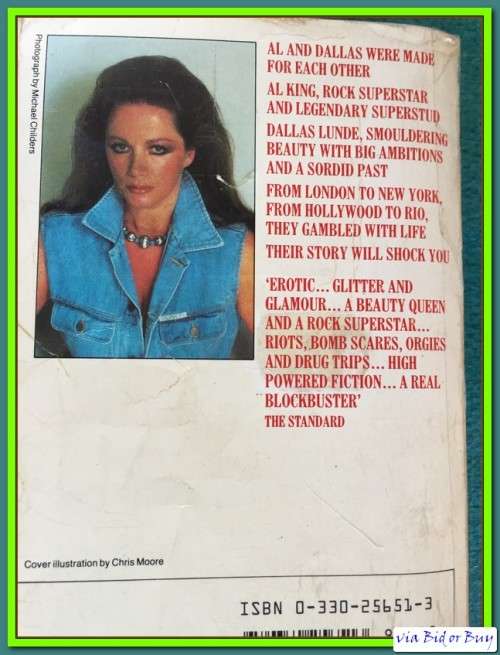 Photograph by Michael Childers
AL AND DALLAS WERE MADE
FOR EACH OTHER
AL KING, ROCK SUPERSTAR
AND LEGENDARY SUPERSTUD
DALLAS LUNDE, SMOULDERING
BEAUTY WITH BIG AMBITIONS
AND A SORDID PAST
FROM LONDON TO NEW YORK,
FROM HOLLYWOOD TO RIO,
THEY GAMBLED WITH LIFE
THEIR STORY WILL SHOCK YOU
‘EROTIC... GLITTER AND
GLAMOUR... A BEAUTY QUEEN
AND A ROCK SUPERSTAR...
RIOTS, BOMB SCARES, ORGIES
AND DRUG TRIPS... HIGH
POWERED FICTION... A REAL
BLOCKBUSTER’
THE STANDARD
Cover illustration by Chris Moore
ISBN 0-330-25651-3
via Bid or Buy